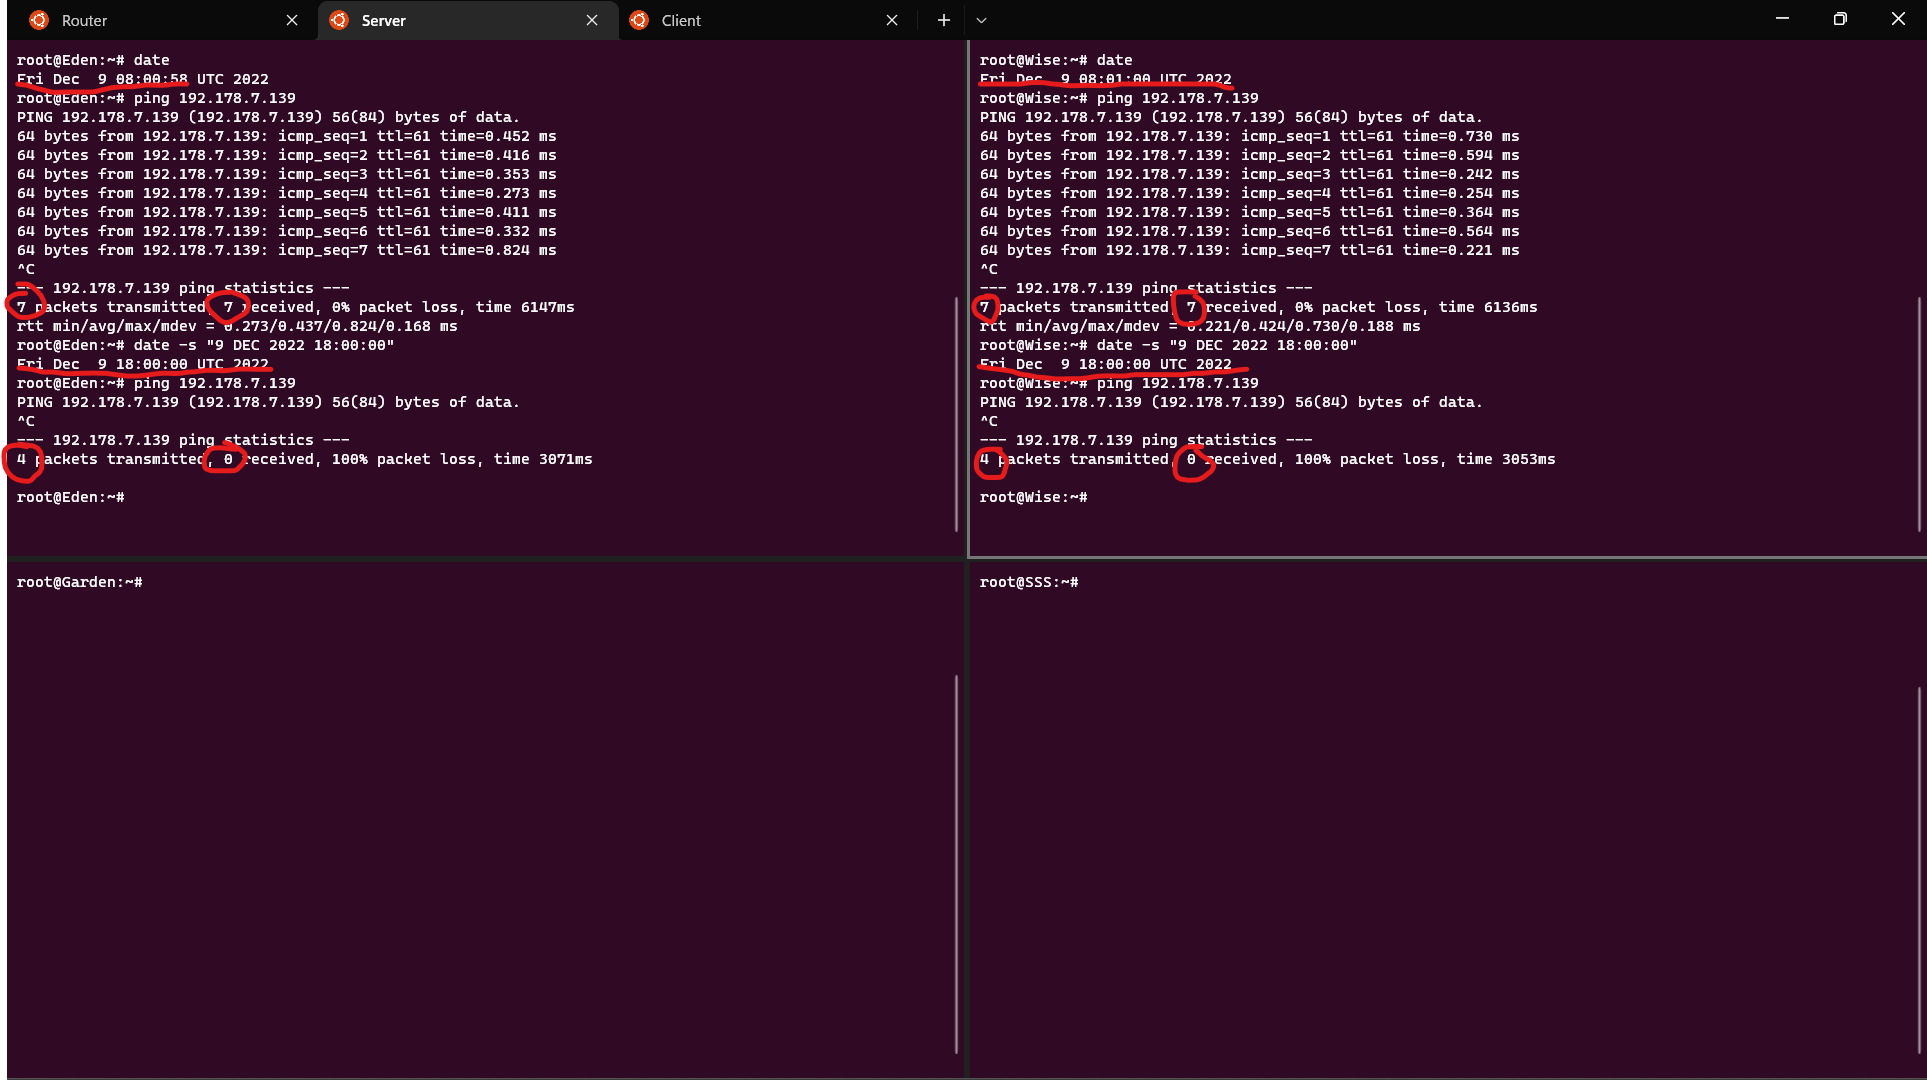 Router
Server
Client
root@Eden:~# date
Fri Dec  9 08:00:58 UTC 2022
root@Eden:~# ping 192.178.7.139
PING 192.178.7.139 (192.178.7.139) 56(84) bytes of data.
64 bytes from 192.178.7.139: icmp_seq=1 ttl=61 time=0.452 ms
64 bytes from 192.178.7.139: icmp_seq=2 ttl=61 time=0.416 ms
64 bytes from 192.178.7.139: icmp_seq=3 ttl=61 time=0.353 ms
64 bytes from 192.178.7.139: icmp_seq=4 ttl=61 time=0.273 ms
64 bytes from 192.178.7.139: icmp_seq=5 ttl=61 time=0.411 ms
64 bytes from 192.178.7.139: icmp_seq=6 ttl=61 time=0.332 ms
64 bytes from 192.178.7.139: icmp_seq=7 ttl=61 time=0.824 ms
^C
--- 192.178.7.139 ping statistics ---
7 packets transmitted, 7 received, 0% packet loss, time 6147ms
rtt min/avg/max/mdev = 0.273/0.437/0.824/0.168 ms
root@Eden:~# date -s "9 DEC 2022 18:00:00"
Fri Dec  9 18:00:00 UTC 2022
root@Eden:~# ping 192.178.7.139
PING 192.178.7.139 (192.178.7.139) 56(84) bytes of data.
^C
--- 192.178.7.139 ping statistics ---
4 packets transmitted, 0 received, 100% packet loss, time 3071ms
root@Eden:~#
root@Wise:~# date
Fri Dec  9 08:01:00 UTC 2022
root@Wise:~# ping 192.178.7.139
PING 192.178.7.139 (192.178.7.139) 56(84) bytes of data.
64 bytes from 192.178.7.139: icmp_seq=1 ttl=61 time=0.730 ms
64 bytes from 192.178.7.139: icmp_seq=2 ttl=61 time=0.594 ms
64 bytes from 192.178.7.139: icmp_seq=3 ttl=61 time=0.242 ms
64 bytes from 192.178.7.139: icmp_seq=4 ttl=61 time=0.254 ms
64 bytes from 192.178.7.139: icmp_seq=5 ttl=61 time=0.364 ms
64 bytes from 192.178.7.139: icmp_seq=6 ttl=61 time=0.564 ms
64 bytes from 192.178.7.139: icmp_seq=7 ttl=61 time=0.221 ms
^C
--- 192.178.7.139 ping statistics ---
7 packets transmitted, 7 received, 0% packet loss, time 6136ms
rtt min/avg/max/mdev = 0.221/0.424/0.730/0.188 ms
root@Wise:~# date -s "9 DEC 2022 18:00:00"
Fri Dec  9 18:00:00 UTC 2022
root@Wise:~# ping 192.178.7.139
PING 192.178.7.139 (192.178.7.139) 56(84) bytes of data.
^C
--- 192.178.7.139 ping statistics ---
4 packets transmitted, 0 received, 100% packet loss, time 3053ms
root@Wise:~#
root@Garden:~#
root@SSS:~#